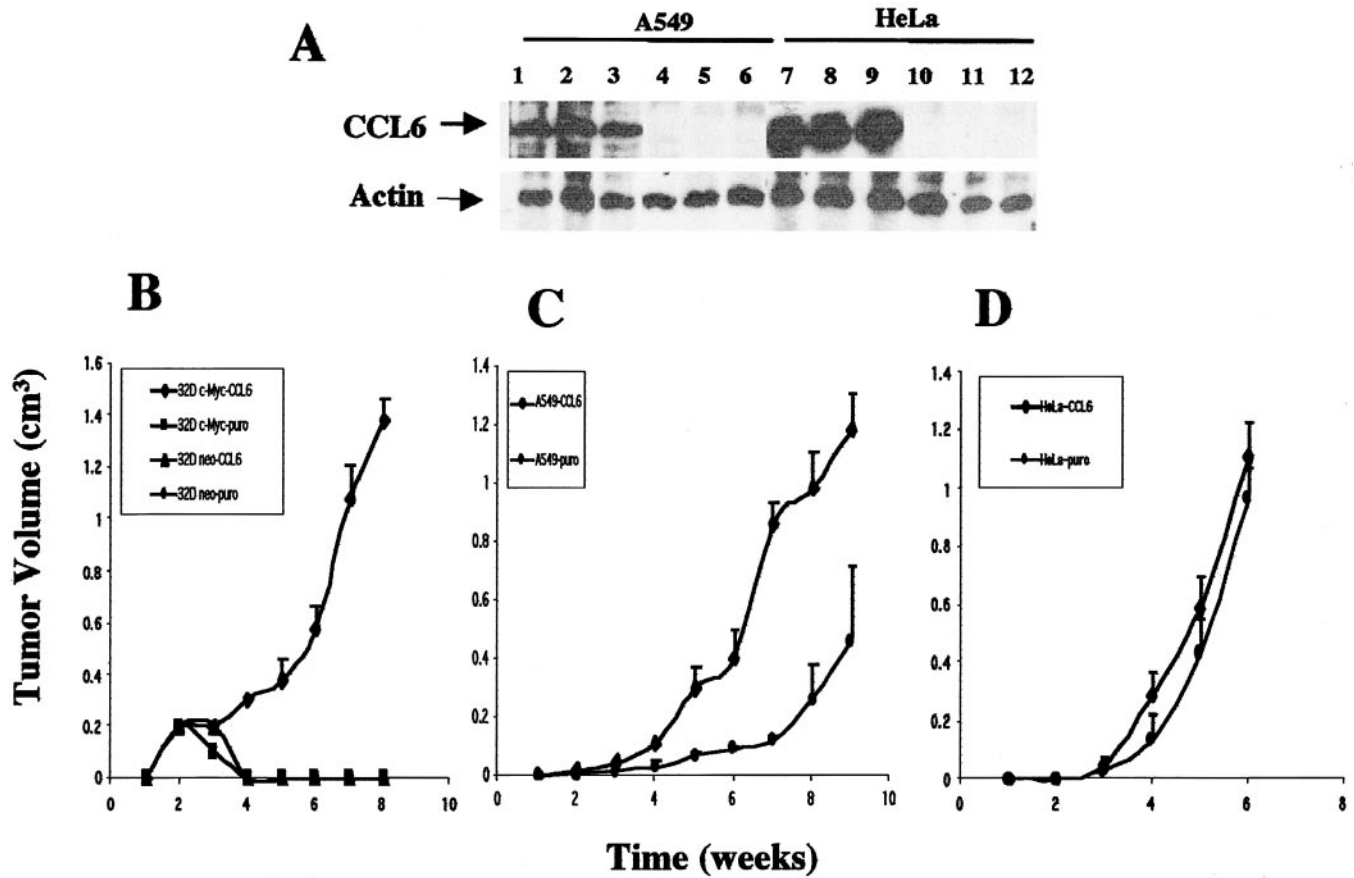 A
A549 HeLa
1 2 3 4 5 6 7 8 9 10 11 12
CCL6
Actin
B
C
D
Tumor Volume (cm³)
1.6
1.4
1.2
1
0.8
0.6
0.4
0.2
0
0 2 4 6 8 10
32D c-Myc-CCL6
32D c-Myc-puro
32D neo-CCL6
32D neo-puro
1.4
1.2
1
0.8
0.6
0.4
0.2
0
0 2 4 6 8 10
A549-CCL6
A549-puro
1.4
1.2
1
0.8
0.6
0.4
0.2
0
0 2 4 6 8
HeLa-CCL6
HeLa-puro
Time (weeks)